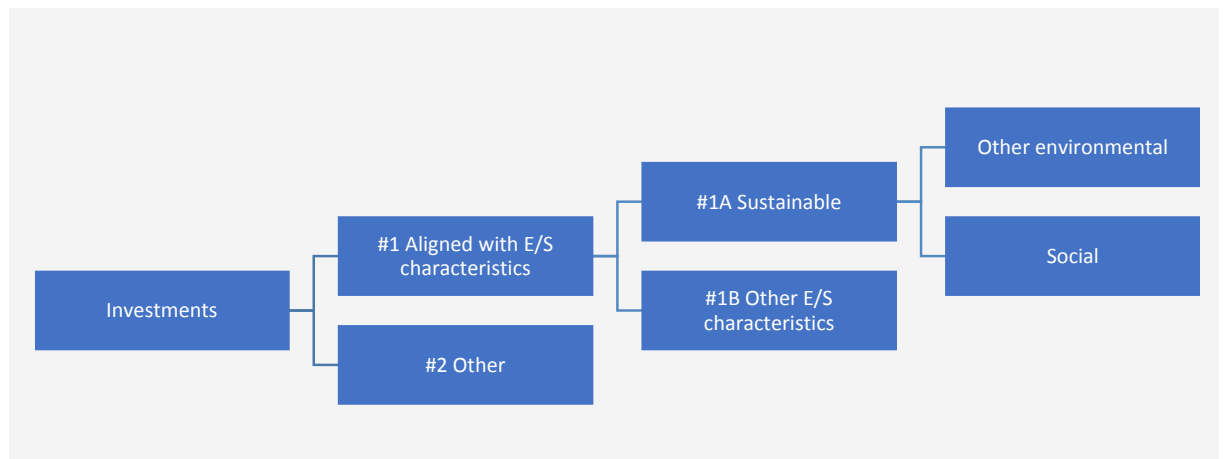 Investments
#1 Aligned with E/S
characteristics
#2 Other
#1A Sustainable
#1B Other E/S
characteristics
Other environmental
Social